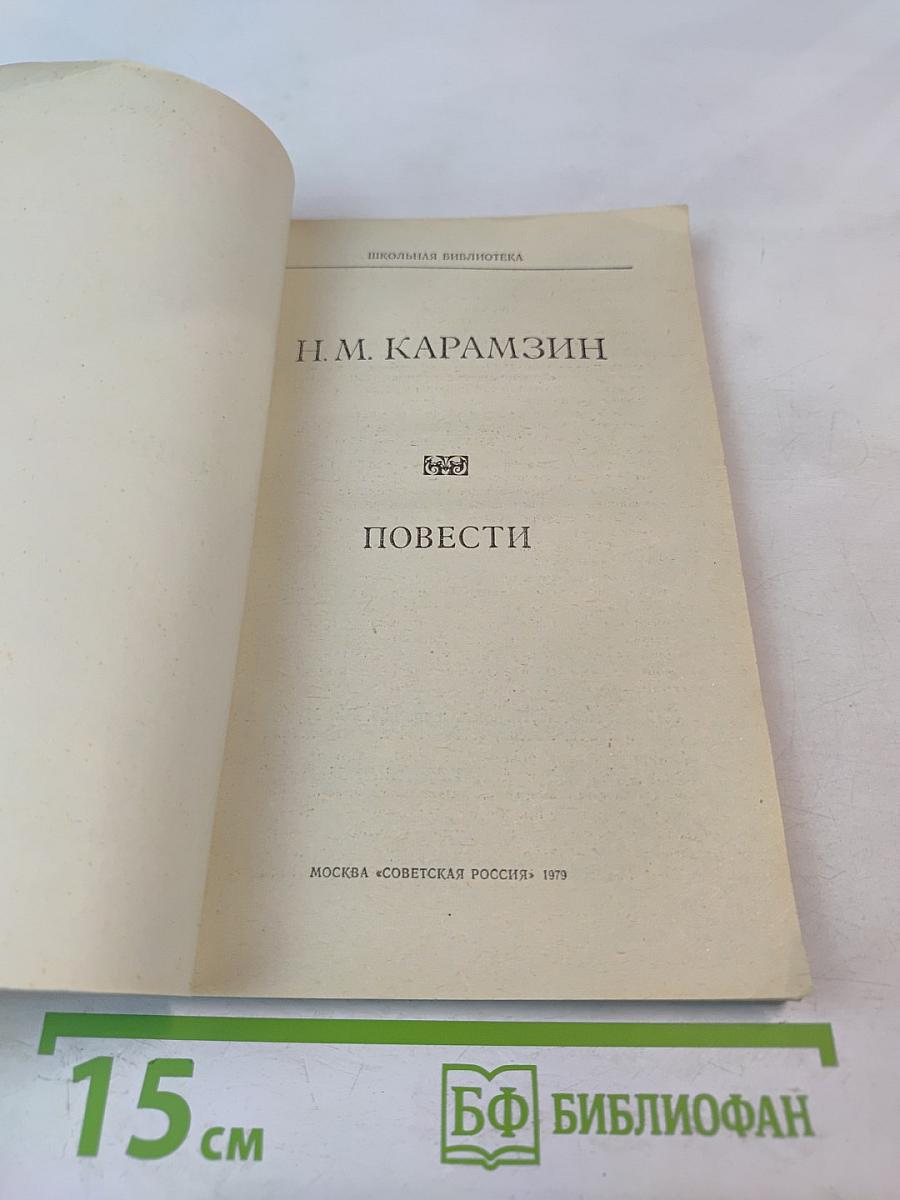 ШКОЛЬНАЯ БИБЛИОТЕКА
Н. М. КАРАМЗИН
ПОВЕСТИ
МОСКВА «СОВЕТСКАЯ РОССИЯ» 1979
15 см
БФ БИБЛИОФАН